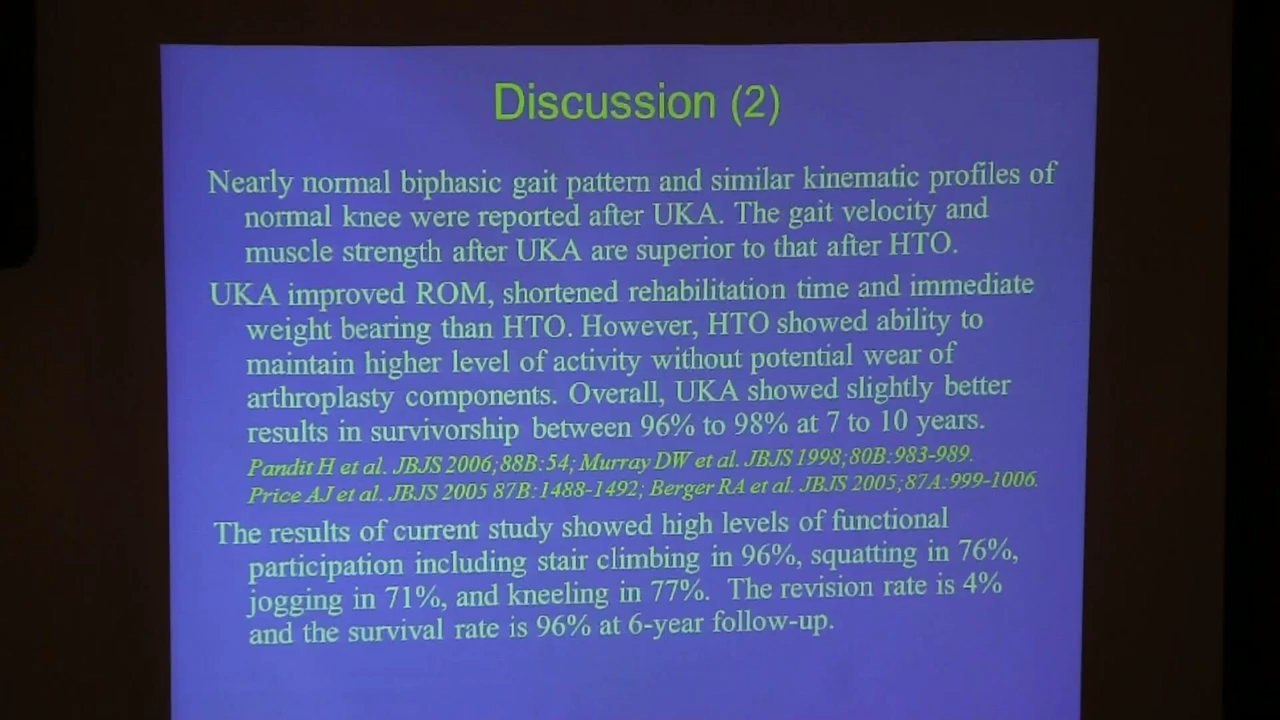 Discussion (2)
Nearly normal biphasic gait pattern and similar kinematic profiles of
normal knee were reported after UKA. The gait velocity and
muscle strength after UKA are superior to that after HTO.
UKA improved ROM, shortened rehabilitation time and immediate
weight bearing than HTO. However, HTO showed ability to
maintain higher level of activity without potential wear of
arthroplasty components. Overall, UKA showed slightly better
results in survivorship between 96% to 98% at 7 to 10 years.
Pandit H et al. JBJS 2006;88B:54; Murray DW et al. JBJS 1998;80B:983-989.
Price AJ et al. JBJS 2005 87B:1488-1492; Berger RA et al. JBJS 2005;87A:999-1006.
The results of current study showed high levels of functional
participation including stair climbing in 96%, squatting in 76%,
jogging in 71%, and kneeling in 77%. The revision rate is 4%
and the survival rate is 96% at 6-year follow-up.